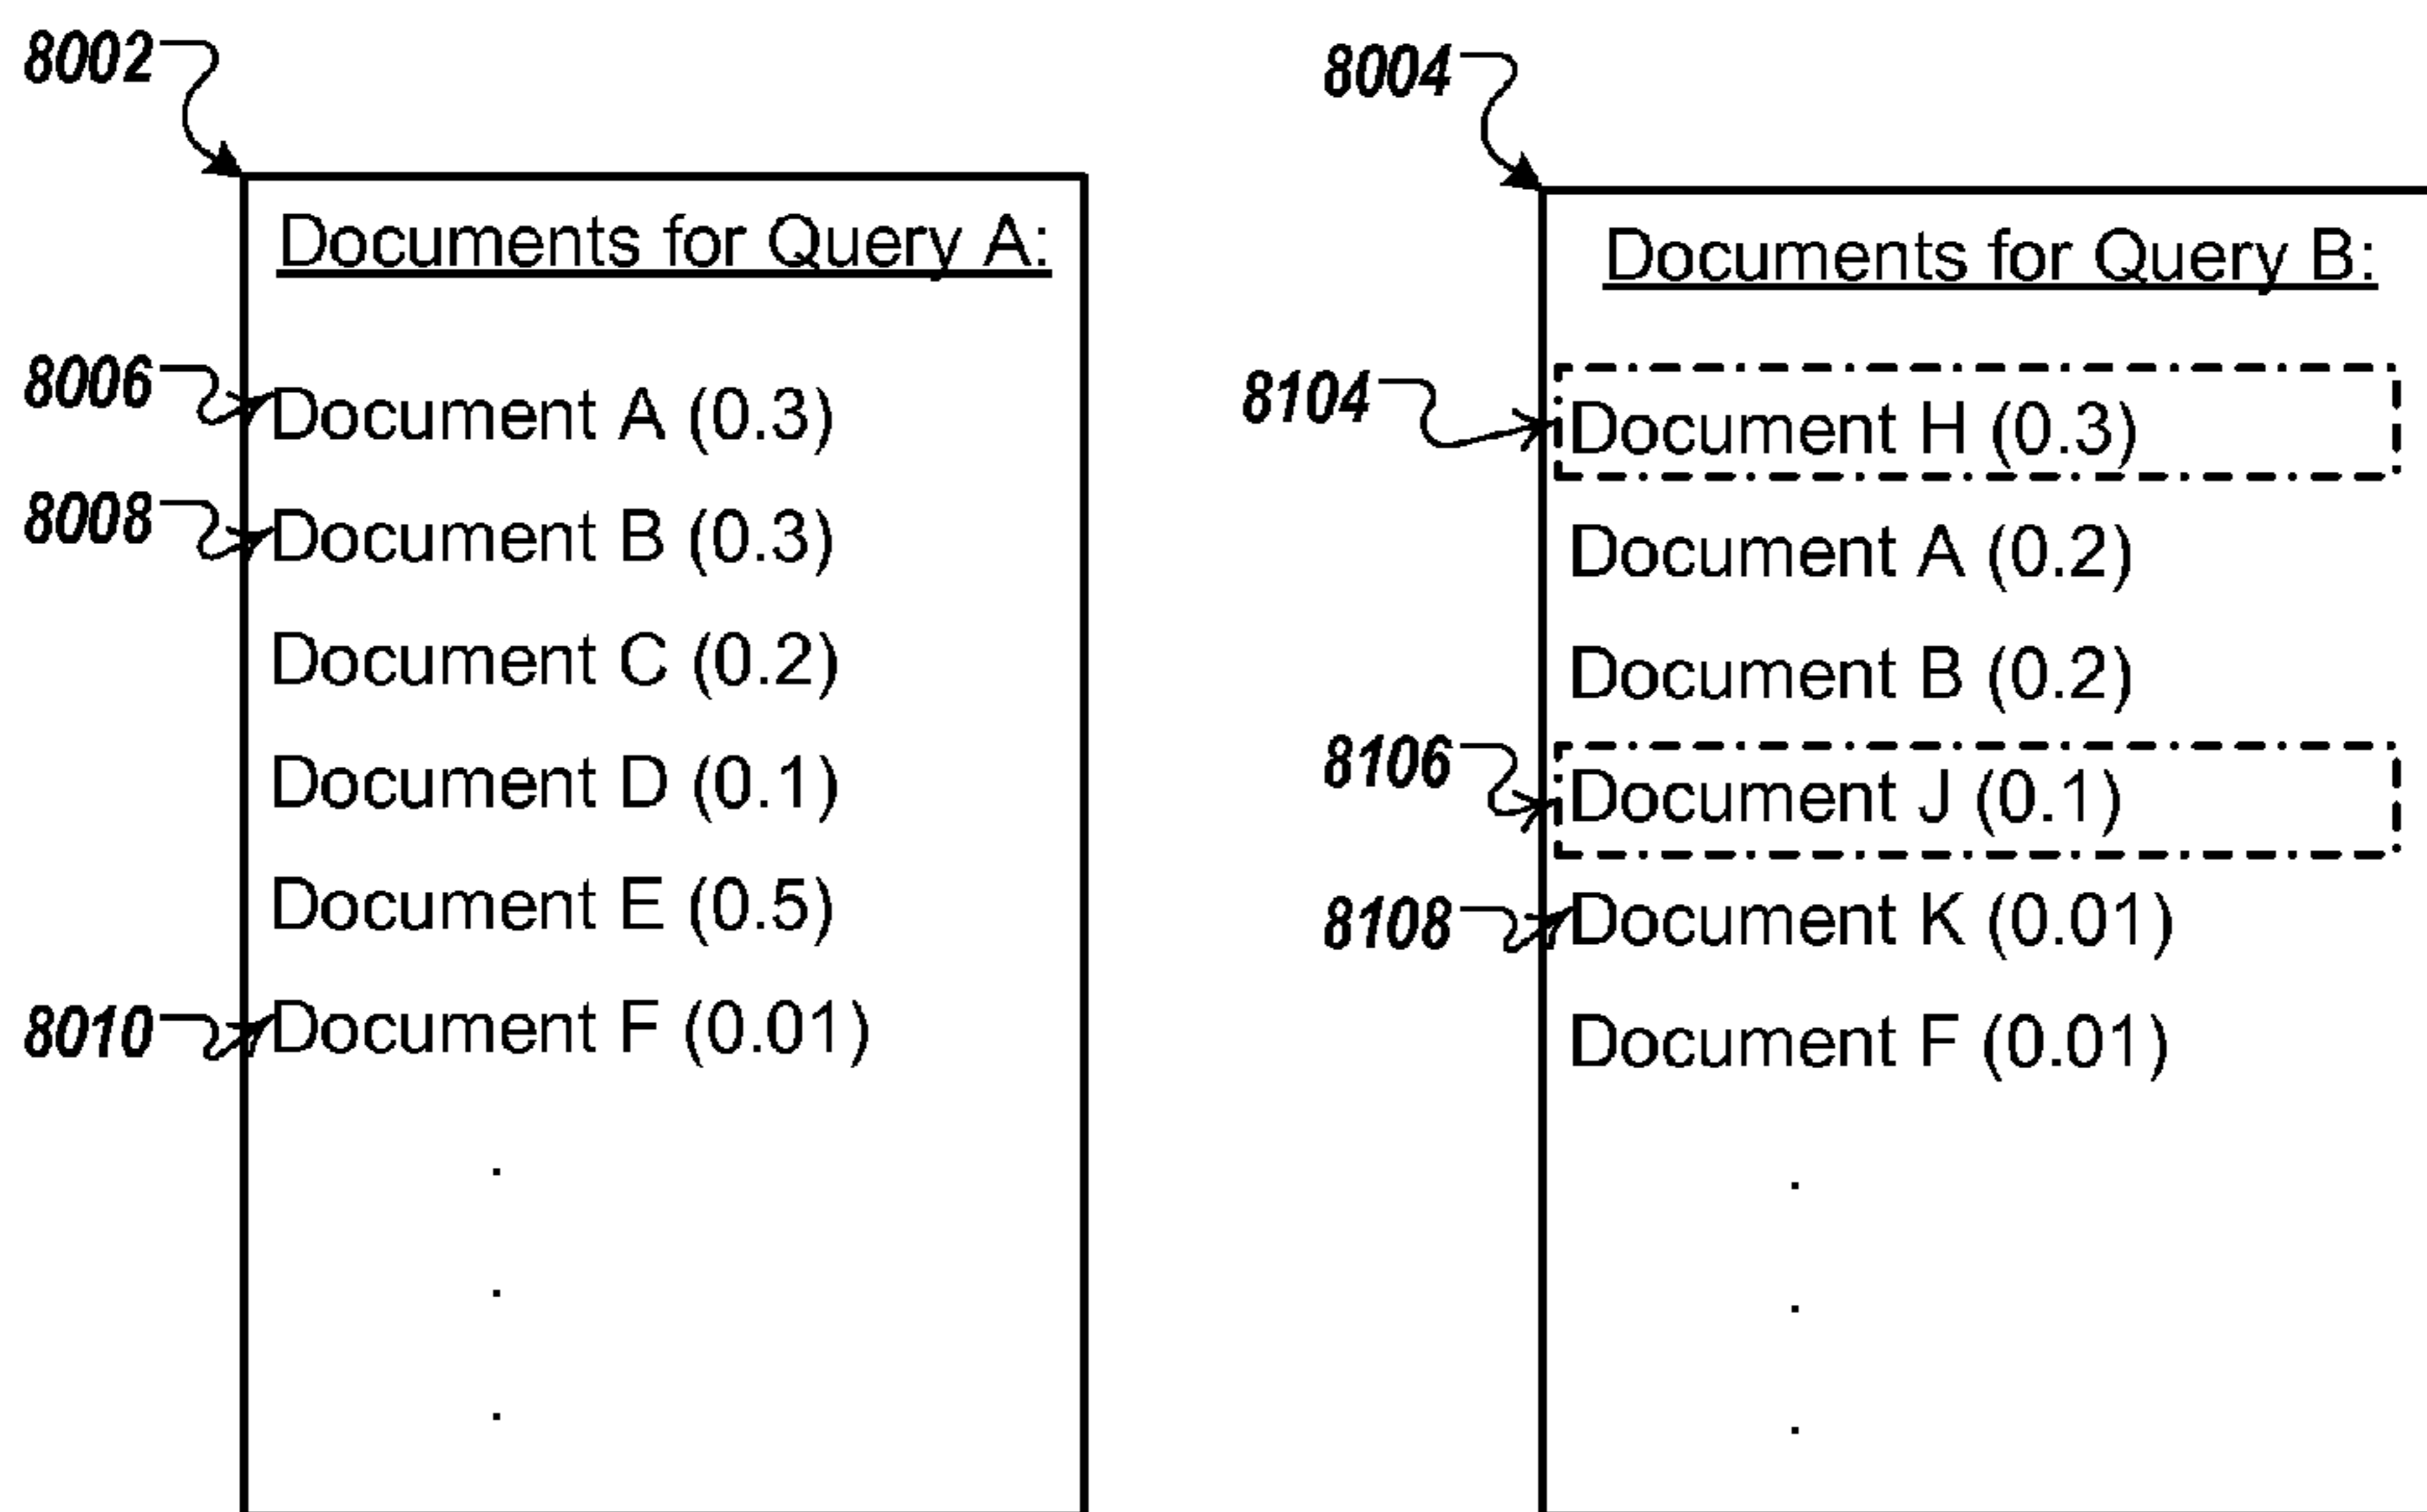 8002
Documents for Query A:
8006
Document A (0.3)
8008
Document B (0.3)
Document C (0.2)
Document D (0.1)
Document E (0.5)
8010
Document F (0.01)
.
.
.
8004
Documents for Query B:
8104
Document H (0.3)
Document A (0.2)
Document B (0.2)
8106
Document J (0.1)
8108
Document K (0.01)
Document F (0.01)
.
.
.